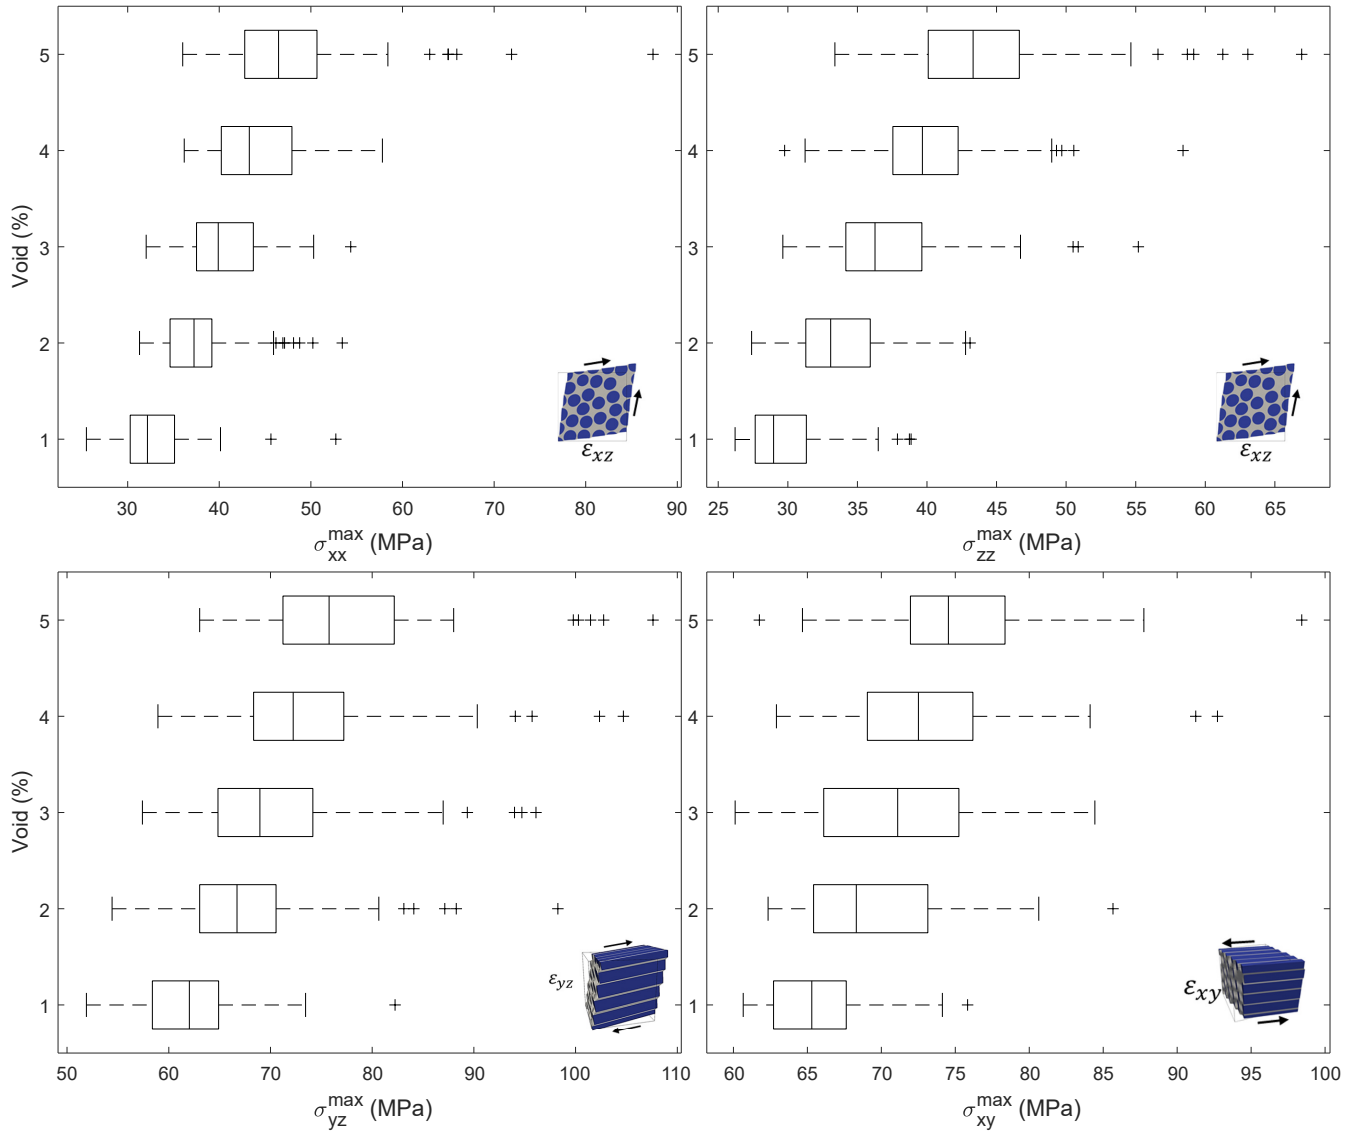 5
4
3
2
1
Void (%)
30 40 50 60 70 80 90
σ_xx^max (MPa)
ε_xz
5
4
3
2
1
25 30 35 40 45 50 55 60 65
σ_zz^max (MPa)
ε_xz
5
4
3
2
1
Void (%)
50 60 70 80 90 100 110
σ_yz^max (MPa)
ε_yz
5
4
3
2
1
60 65 70 75 80 85 90 95 100
σ_xy^max (MPa)
ε_xy